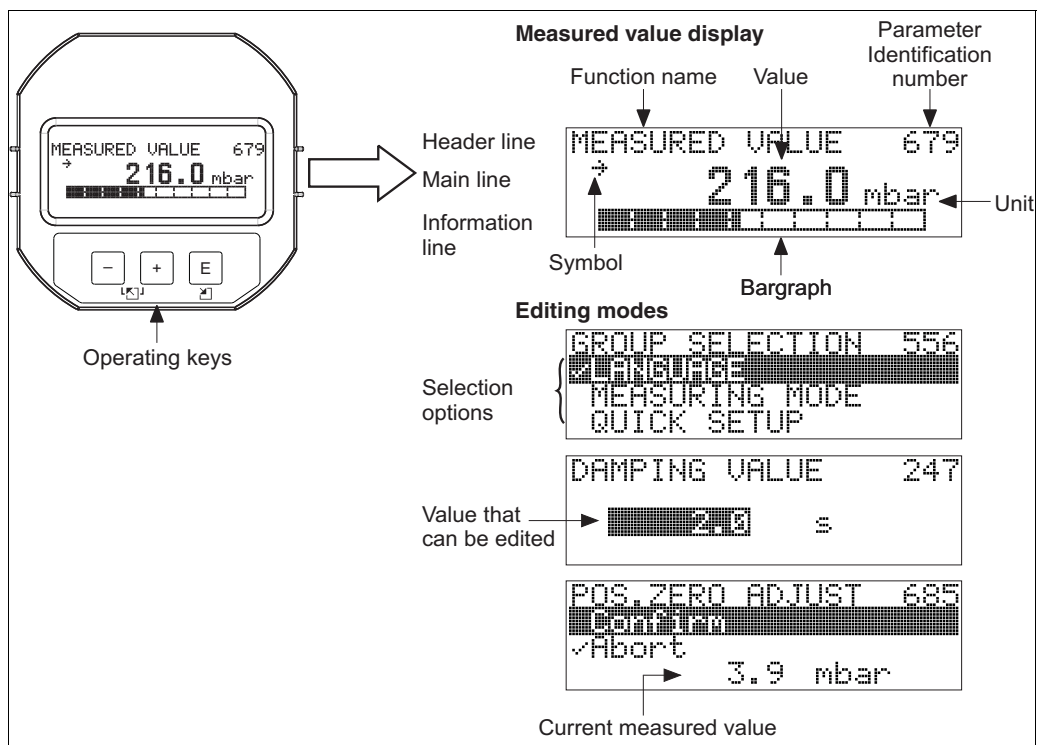 MEASURED VALUE 679
→ 216.0 mbar
– + E
Operating keys
Measured value display
Function name
Value
Parameter
Identification
number
Header line
Main line
Information
line
MEASURED VALUE 679
→ 216.0 mbar
Unit
Symbol
Bargraph
Editing modes
Selection
options
GROUP SELECTION 556
✓LANGUAGE
MEASURING MODE
QUICK SETUP
DAMPING VALUE 247
Value that
can be edited
2.0 s
POS.ZERO ADJUST 685
Confirm
✓Abort
3.9 mbar
Current measured value